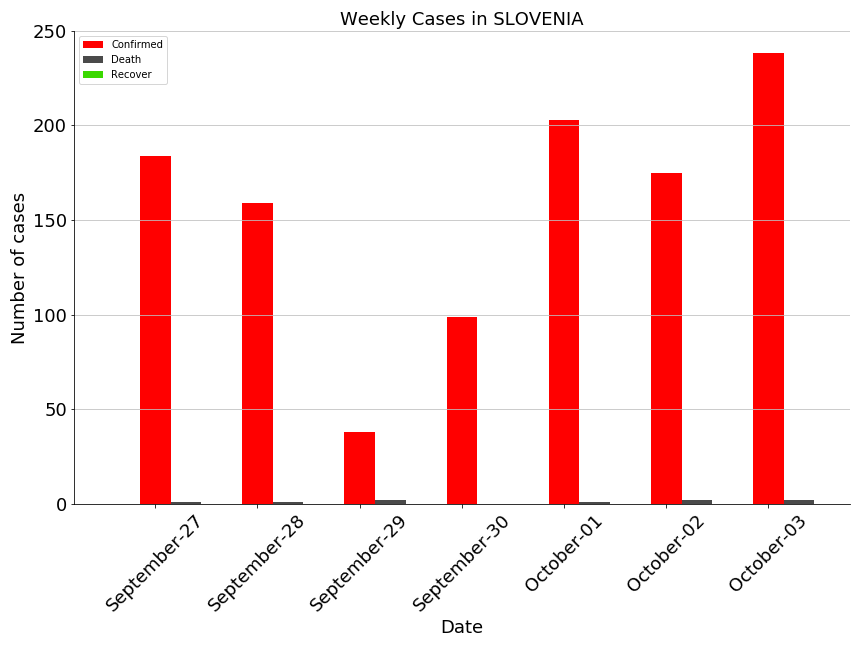 Weekly Cases in SLOVENIA
Confirmed
Death
Recover
Number of cases
250
200
150
100
50
0
September-27
September-28
September-29
September-30
October-01
October-02
October-03
Date